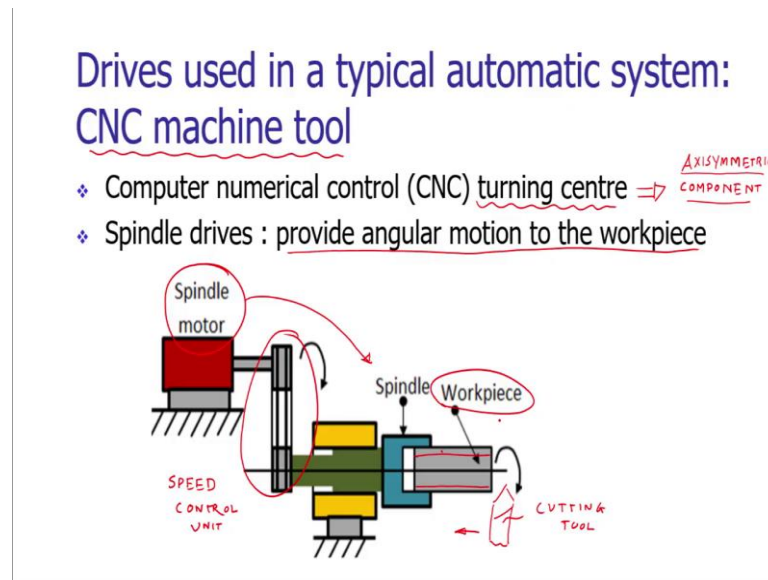 Drives used in a typical automatic system:
CNC machine tool
Computer numerical control (CNC) turning centre
AXISYMMETRI
COMPONENT
Spindle drives : provide angular motion to the workpiece
Spindle
motor
Spindle
Workpiece
SPEED
CONTROL
UNIT
CUTTING
TOOL